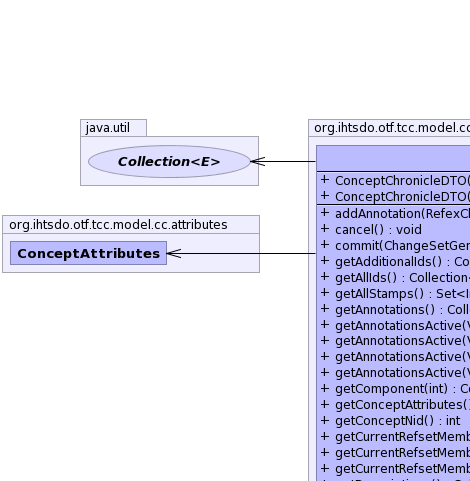 java.util
Collection<E>
org.ihtsdo.otf.tcc.model.cc.attributes
ConceptAttributes
org.ihtsdo.otf.tcc.model.cc
+ ConceptChronicleDTO(
+ ConceptChronicleDTO(
+ addAnnotation(RefexCh
+ cancel() : void
+ commit(ChangeSetGen
+ getAdditionalIds() : Co
+ getAllIds() : Collection<
+ getAllStamps() : Set<I
+ getAnnotations() : Coll
+ getAnnotationsActive(V
+ getAnnotationsActive(V
+ getAnnotationsActive(V
+ getAnnotationsActive(V
+ getComponent(int) : C
+ getConceptAttributes()
+ getConceptNid() : int
+ getCurrentRefsetMemb
+ getCurrentRefsetMemb
+ getCurrentRefsetMemb